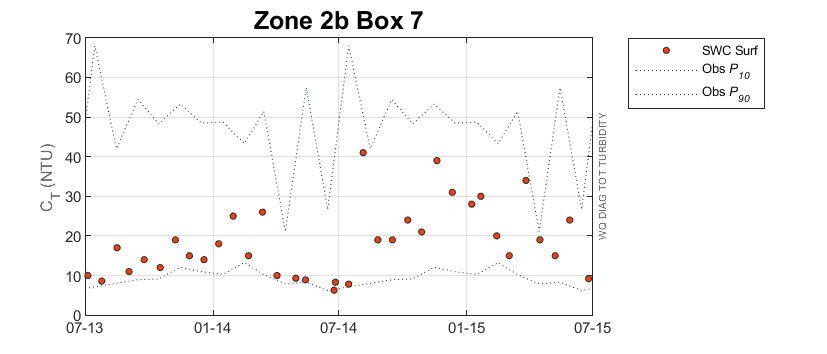 Zone 2b Box 7
70
60
50
40
30
20
10
0
C_T (NTU)
07-13
01-14
07-14
01-15
07-15
WQ DIAG TOT TURBIDITY
SWC Surf
Obs P_10
Obs P_90